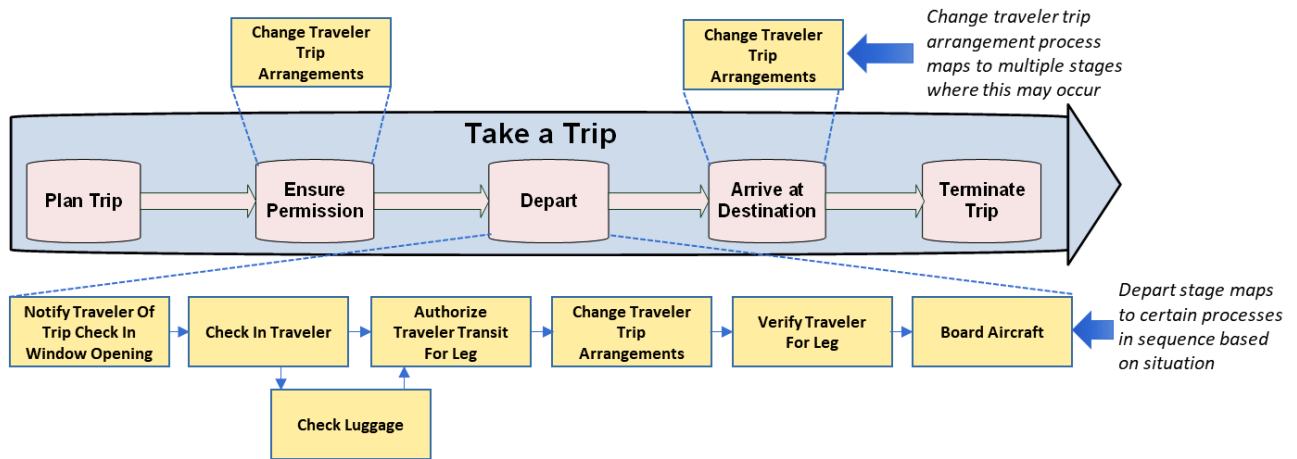 Change Traveler
Trip
Arrangements
Change Traveler
Trip
Arrangements
Change traveler trip
arrangement process
maps to multiple stages
where this may occur
Take a Trip
Plan Trip
Ensure
Permission
Depart
Arrive at
Destination
Terminate
Trip
Notify Traveler Of
Trip Check In
Window Opening
Check In Traveler
Authorize
Traveler Transit
For Leg
Change Traveler
Trip
Arrangements
Verify Traveler
For Leg
Board Aircraft
Depart stage maps
to certain processes
in sequence based
on situation
Check Luggage